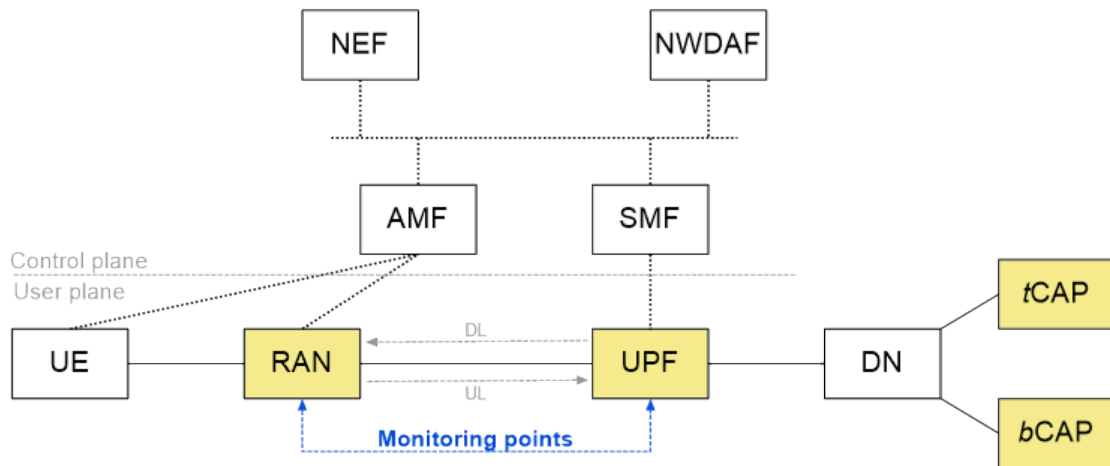 NEF
NWDAF
AMF
SMF
Control plane
User plane
tCAP
UE
RAN
DL
UL
UPF
DN
Monitoring points
bCAP